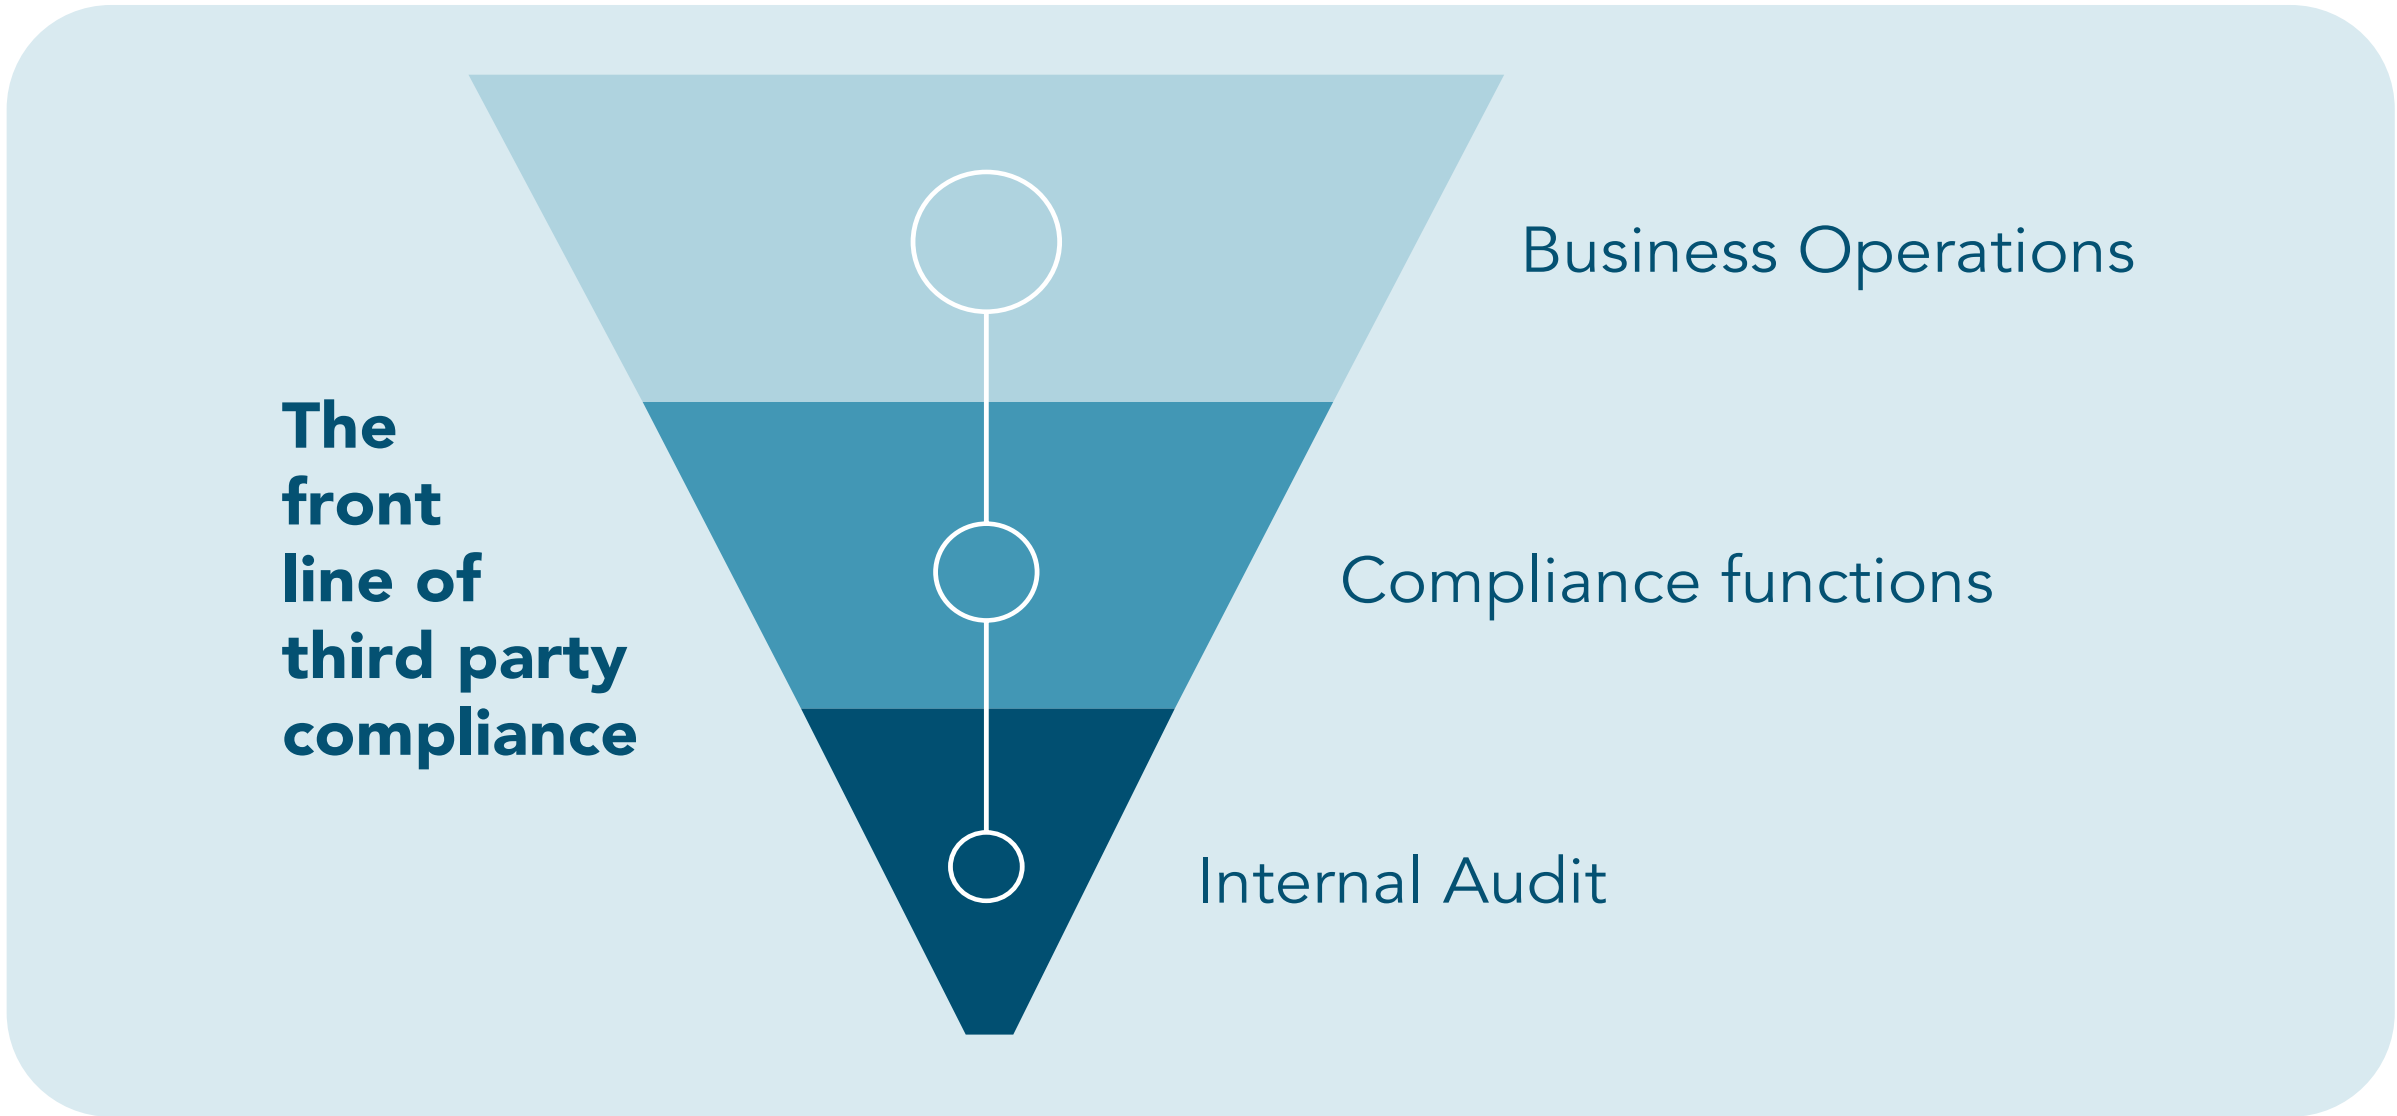 The
front
line of
third party
compliance
Business Operations
Compliance functions
Internal Audit